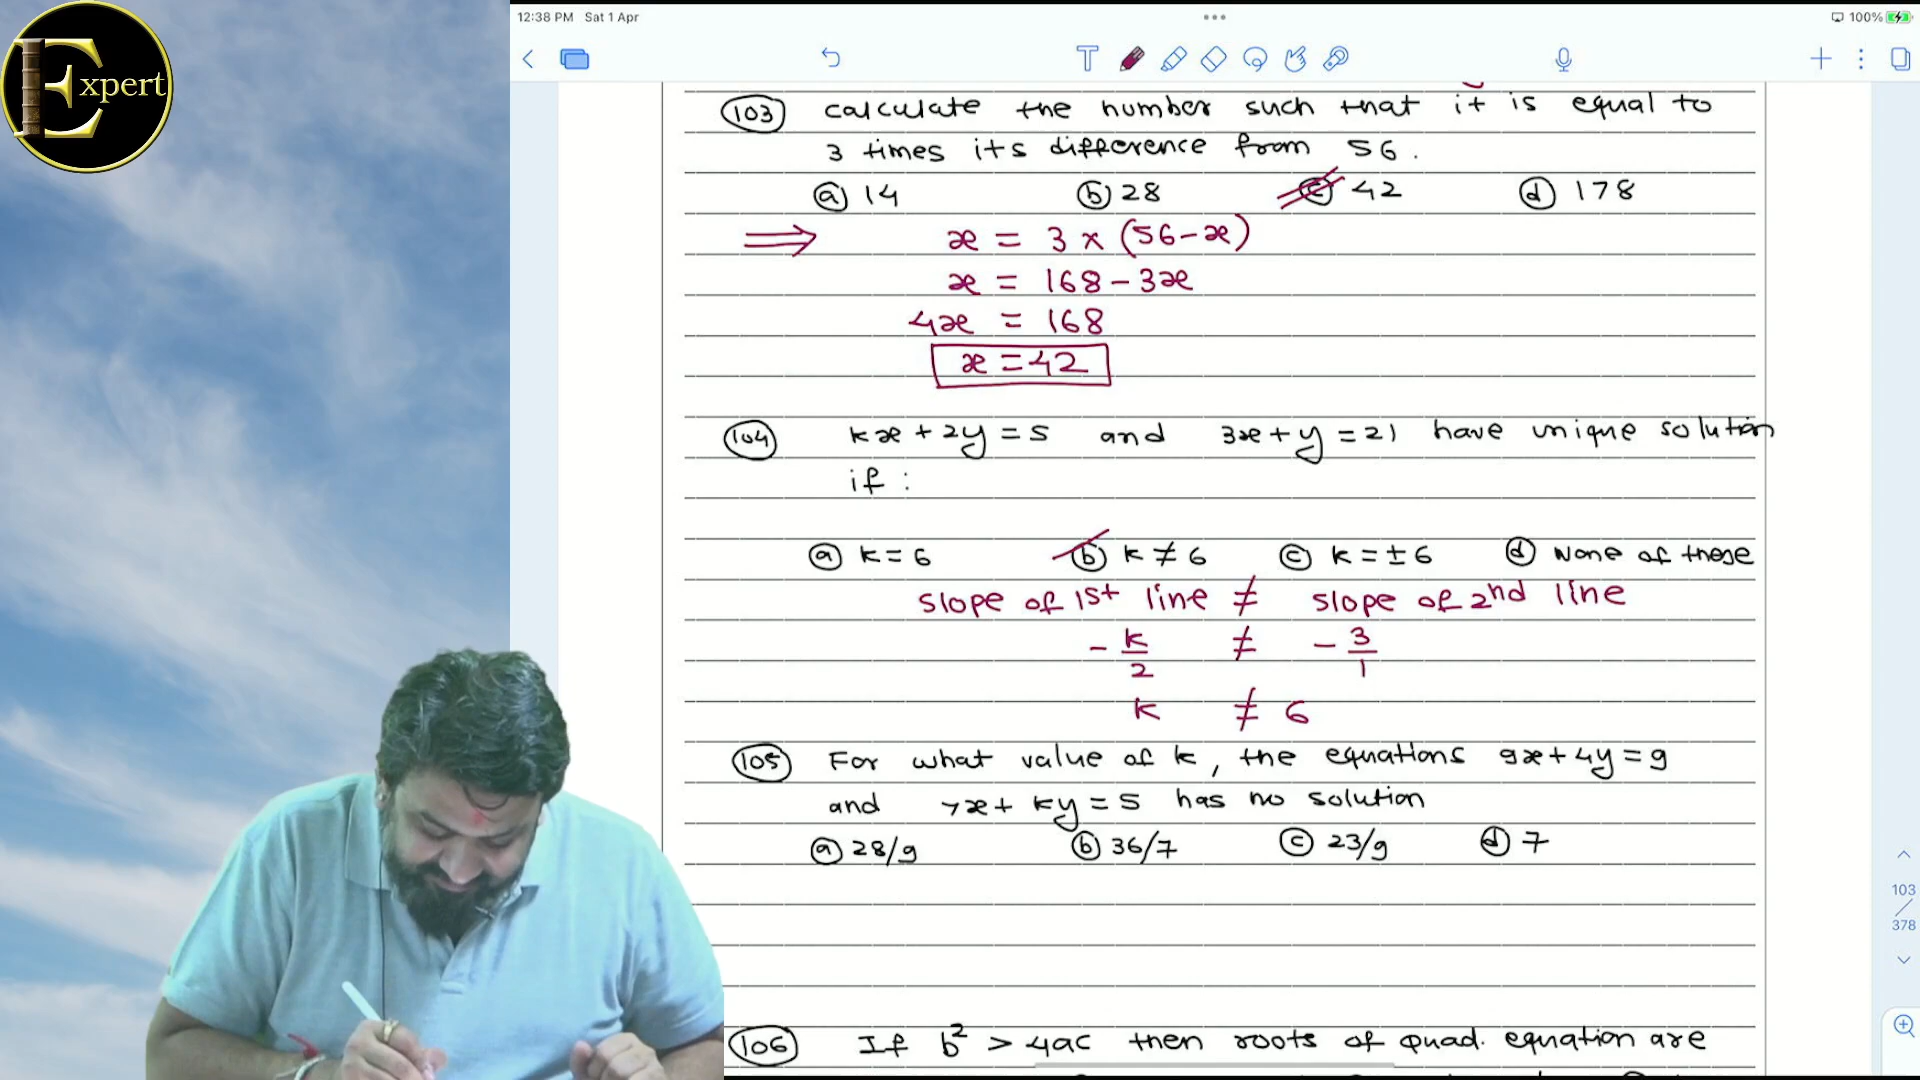 Expert
12:38 PM Sat 1 Apr
100%
T
103 calculate the number such that it is equal to
3 times its difference from 56.
a 14 b 28 c 42 d 178
⟹ x = 3 × (56 - x)
x = 168 - 3x
4x = 168
x = 42
104 kx + 2y = 5 and 3x + y = 21 have unique solution
if :
a k = 6 b k ≠ 6 c k = ± 6 d None of these
slope of 1st line ≠ slope of 2nd line
- k/2 ≠ - 3/1
k ≠ 6
105 For what value of k, the equations 9x + 4y = 9
and 7x + ky = 5 has no solution
a 28/9 b 36/7 c 23/9 d 7
103
/
378
106 If b² > 4ac then roots of quad. equation are